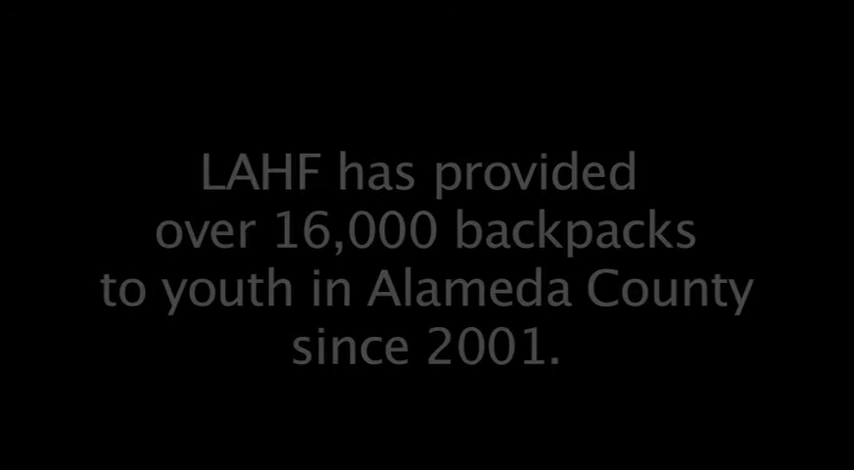 LAHF has provided
over 16,000 backpacks
to youth in Alameda County
since 2001.